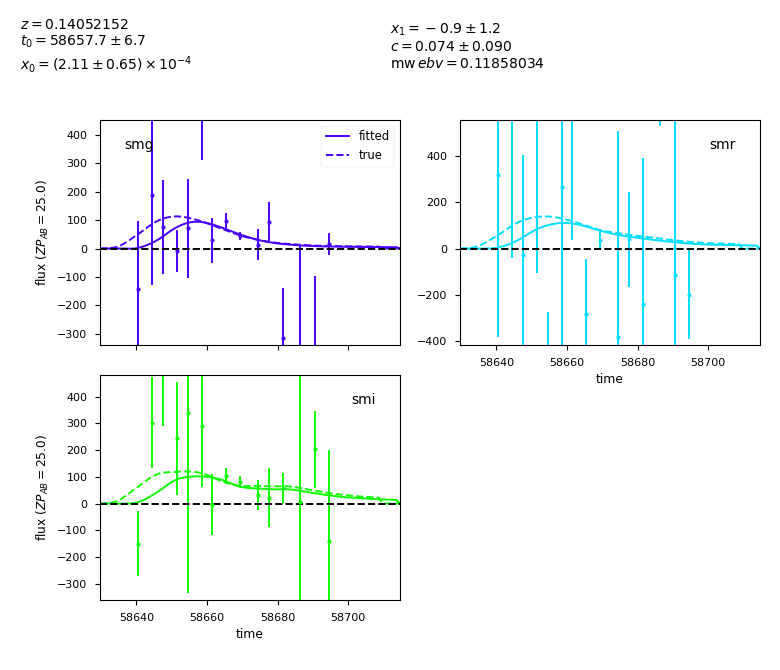 z = 0.14052152
t₀ = 58657.7 ± 6.7
x₀ = (2.11 ± 0.65) × 10⁻⁴
x₁ = −0.9 ± 1.2
c = 0.074 ± 0.090
mwebv = 0.11858034
smg
fitted
true
400
300
200
100
0
−100
−200
−300
flux (ZP_AB = 25.0)
smr
400
200
0
−200
−400
58640 58660 58680 58700
time
smi
400
300
200
100
0
−100
−200
−300
flux (ZP_AB = 25.0)
58640 58660 58680 58700
time